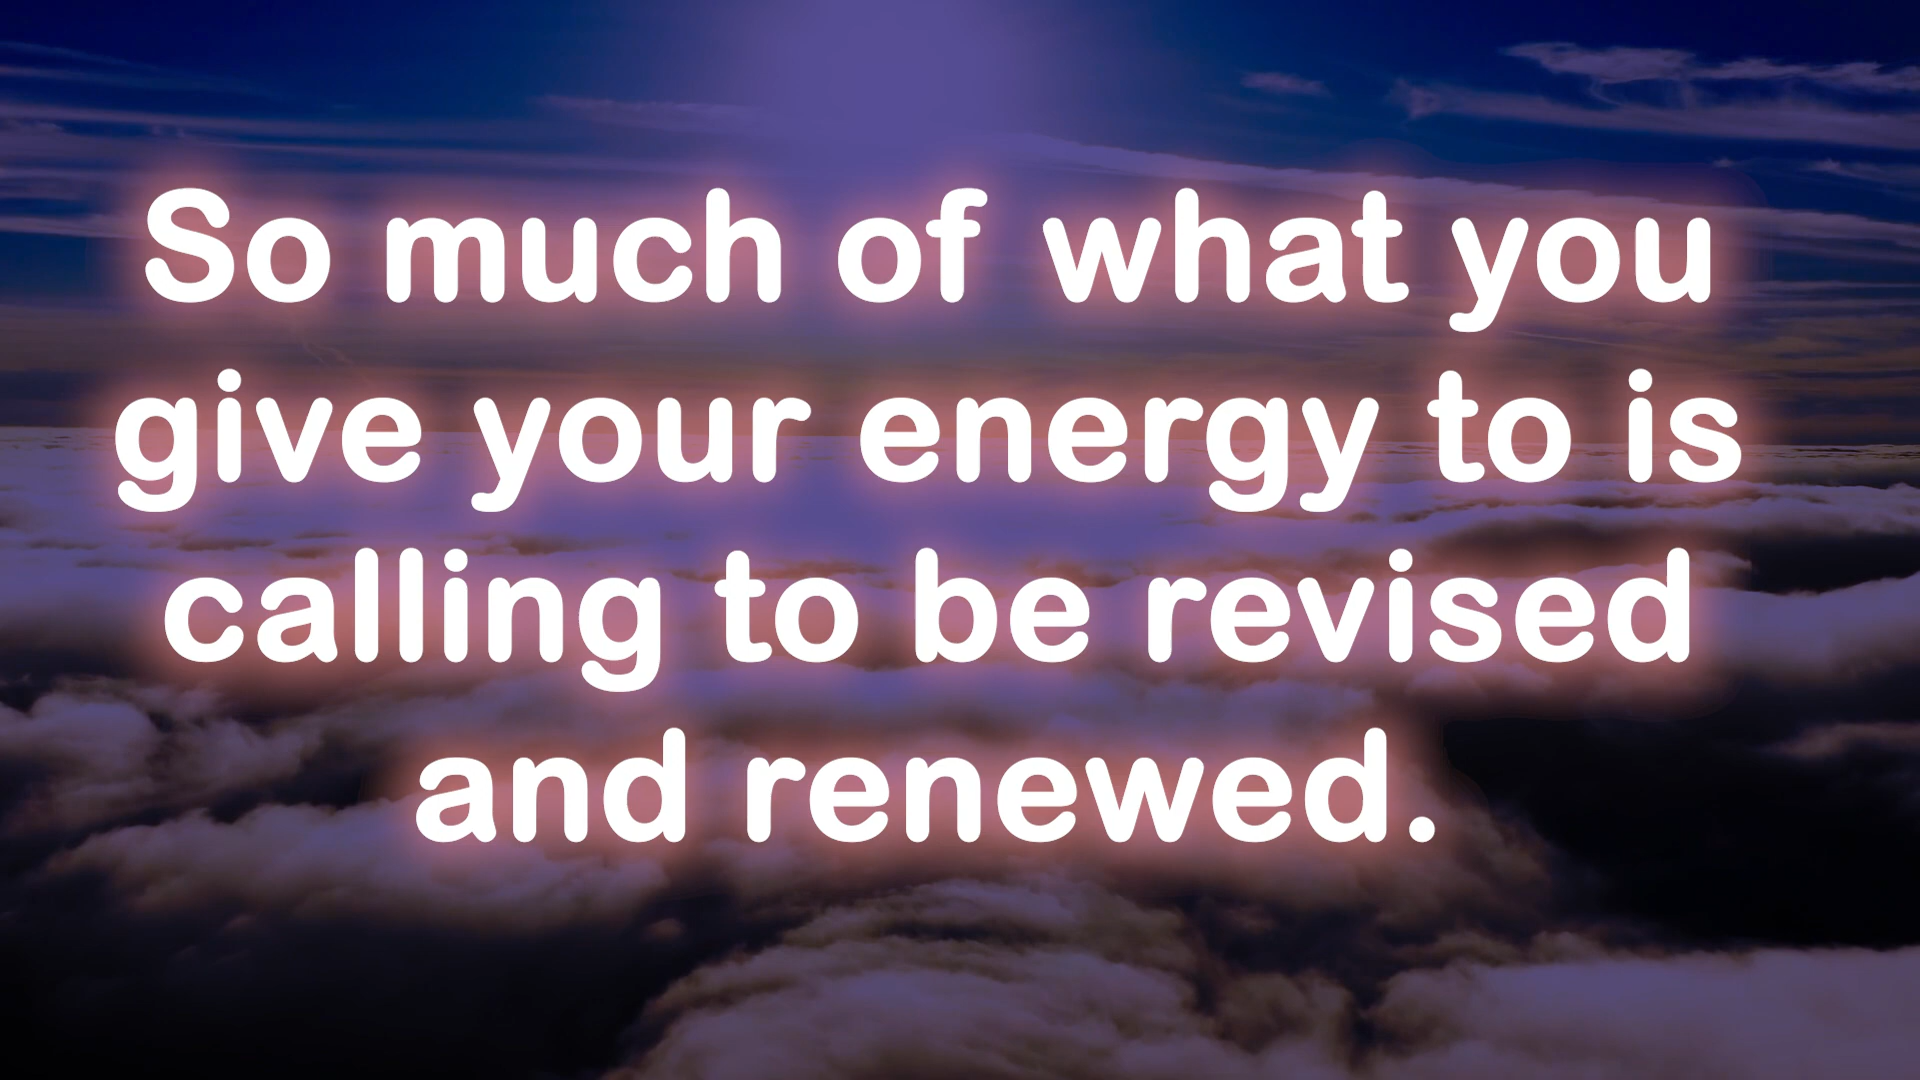 So much of what you
give your energy to is
calling to be revised
and renewed.